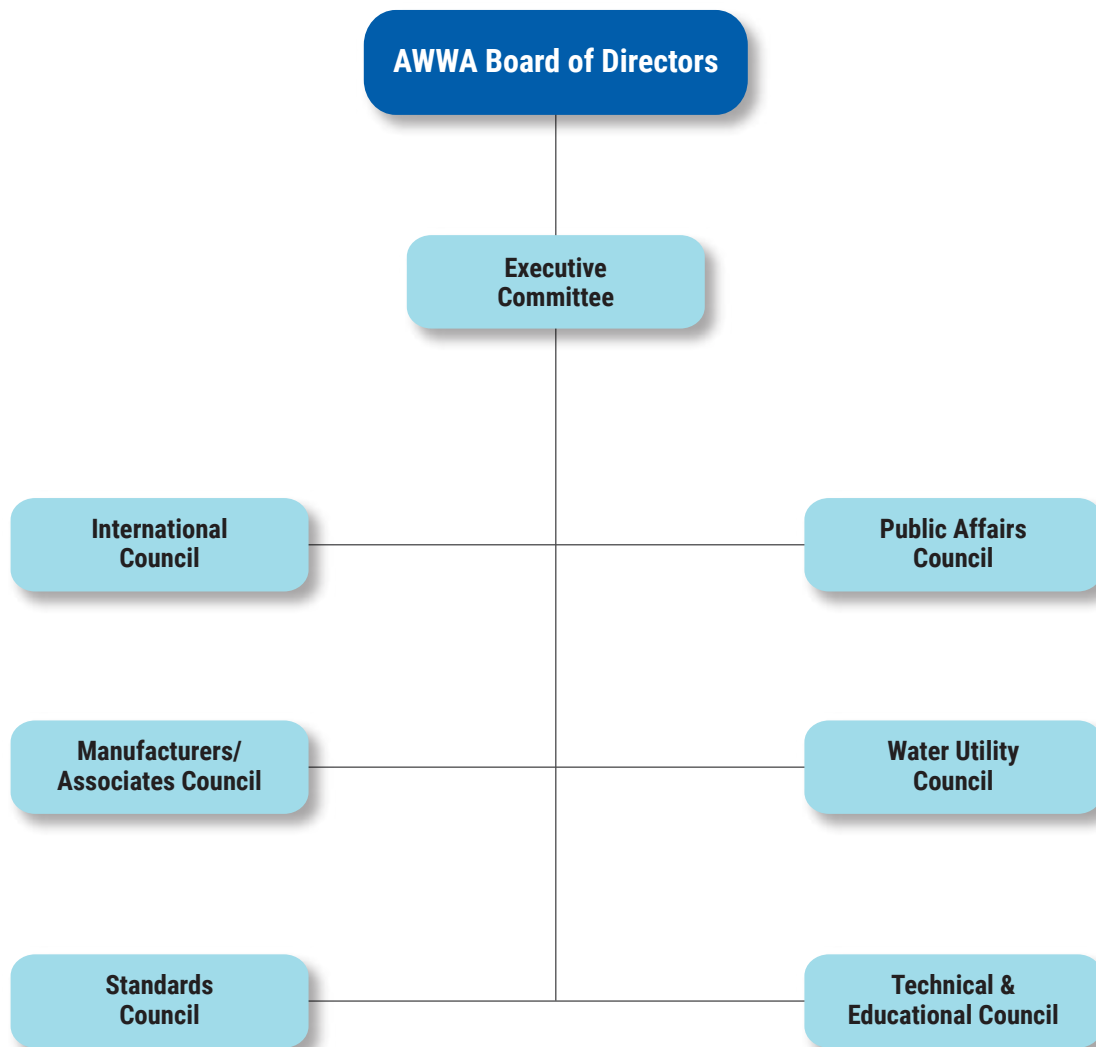 AWWA Board of Directors
Executive
Committee
International
Council
Public Affairs
Council
Manufacturers/
Associates Council
Water Utility
Council
Standards
Council
Technical &
Educational Council